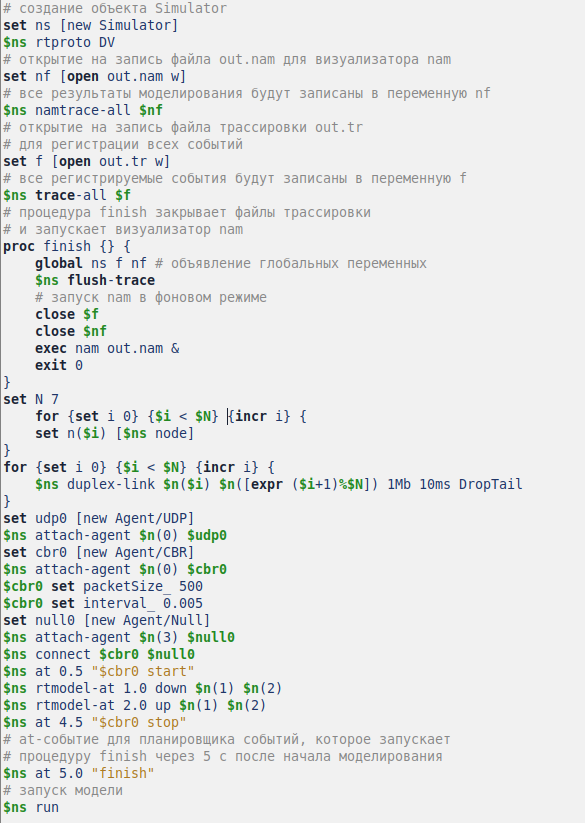 # создание объекта Simulator
set ns [new Simulator]
$ns rtproto DV
# открытие на запись файла out.nam для визуализатора nam
set nf [open out.nam w]
# все результаты моделирования будут записаны в переменную nf
$ns namtrace-all $nf
# открытие на запись файла трассировки out.tr
# для регистрации всех событий
set f [open out.tr w]
# все регистрируемые события будут записаны в переменную f
$ns trace-all $f
# процедура finish закрывает файлы трассировки
# и запускает визуализатор nam
proc finish {} {
    global ns f nf # объявление глобальных переменных
    $ns flush-trace
    # запуск nam в фоновом режиме
    close $f
    close $nf
    exec nam out.nam &
    exit 0
}
set N 7
    for {set i 0} {$i < $N} {incr i} {
    set n($i) [$ns node]
}
for {set i 0} {$i < $N} {incr i} {
    $ns duplex-link $n($i) $n([expr ($i+1)%$N]) 1Mb 10ms DropTail
}
set udp0 [new Agent/UDP]
$ns attach-agent $n(0) $udp0
set cbr0 [new Agent/CBR]
$ns attach-agent $n(0) $cbr0
$cbr0 set packetSize_ 500
$cbr0 set interval_ 0.005
set null0 [new Agent/Null]
$ns attach-agent $n(3) $null0
$ns connect $cbr0 $null0
$ns at 0.5 "$cbr0 start"
$ns rtmodel-at 1.0 down $n(1) $n(2)
$ns rtmodel-at 2.0 up $n(1) $n(2)
$ns at 4.5 "$cbr0 stop"
# at-событие для планировщика событий, которое запускает
# процедуру finish через 5 с после начала моделирования
$ns at 5.0 "finish"
# запуск модели
$ns run